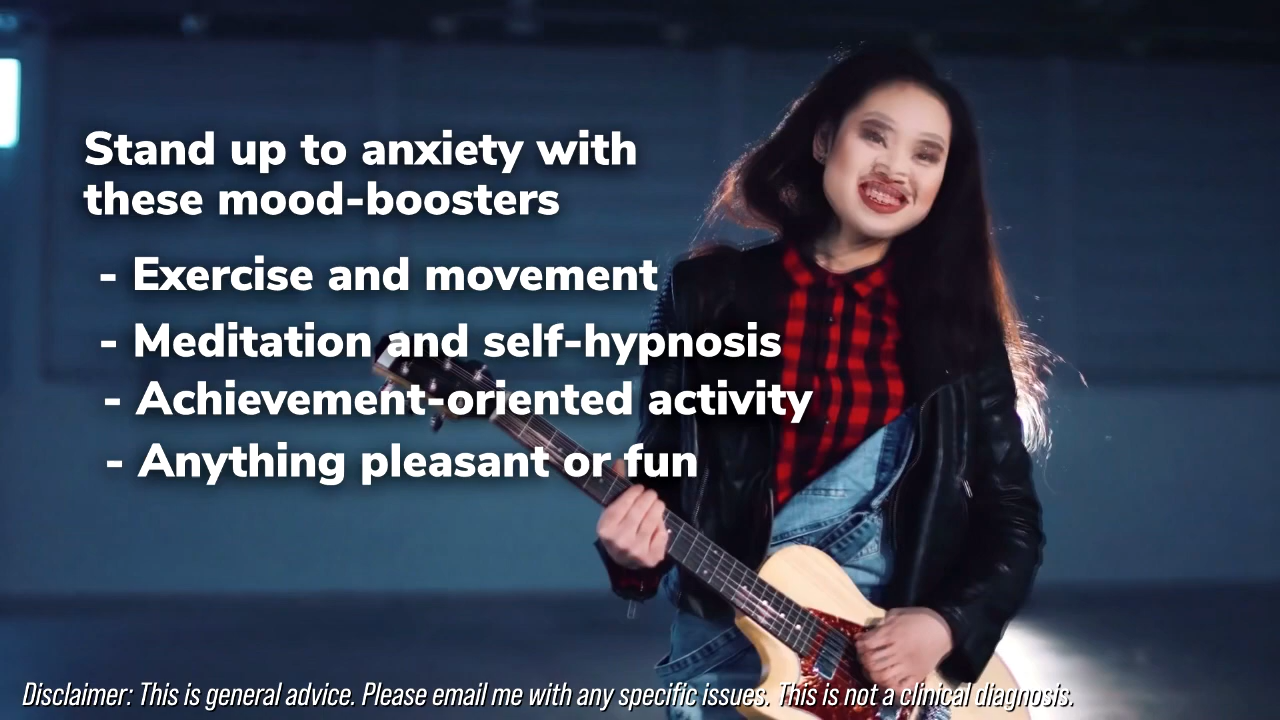 Stand up to anxiety with
these mood-boosters
- Exercise and movement
- Meditation and self-hypnosis
- Achievement-oriented activity
- Anything pleasant or fun
Disclaimer: This is general advice. Please email me with any specific issues. This is not a clinical diagnosis.